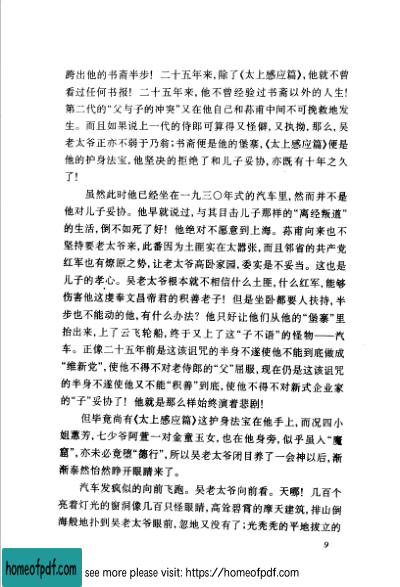 跨出他的书斋半步！二十五年来，除了《太上感应篇》，他就不曾
看过任何书报！二十五年来，他不曾经验过书斋以外的人生！
第二代的“父与子的冲突”又在他自己和荪甫中间不可挽救地发
生。而且如果说上一代的侍郎可算得又怪僻，又执拗，那么，吴
老太爷正亦不弱于乃翁；书斋便是他的堡寨，《太上感应篇》便是
他的护身法宝，他坚决的拒绝了和儿子妥协，亦既有十年之久
了！
虽然此时他已经坐在一九三〇年式的汽车里，然而并不是
他对儿子妥协。他早就说过，与其目击儿子那样的“离经叛道”
的生活，倒不如死了好！他绝对不愿意到上海。荪甫向来也不
坚持要老太爷来，此番因为土匪实在太嚣张，而且邻省的共产党
红军也有燎原之势，让老太爷高卧家园，委实是不妥当。这也是
儿子的孝心。吴老太爷根本就不相信什么土匪，什么红军，能够
伤害他这虔奉文昌帝君的积善老子！但是坐卧都要人扶持，半
步也不能动的他，有什么办法？他只好让他们从他的“堡寨”里
抬出来，上了云飞轮船，终于又上了这“子不语”的怪物——汽
车。正像二十五年前是这该诅咒的半身不遂使他不能到底做成
“维新党”，使他不得不对老侍郎的“父”屈服，现在仍是这该诅咒
的半身不遂使他又不能“积善”到底，使他不得不对新式企业家
的“子”妥协了！他就是那么样始终演着悲剧！
但毕竟尚有《太上感应篇》这护身法宝在他手上，而况四小
姐蕙芳，七少爷阿萱一对金童玉女，也在他身旁，似乎虽入“魔
窟”，亦未必竟堕“德行”，所以吴老太爷闭目养了一会神以后，渐
渐泰然怡然睁开眼睛来了。
汽车发疯似的向前飞跑。吴老太爷向前看。天哪！几百个
亮着灯光的窗洞像几百只怪眼睛，高耸碧霄的摩天建筑，排山倒
海般地扑到吴老太爷眼前，忽地又没有了；光秃秃的平地拔立的
9
homeofpdf.com
see more please visit: https://homeofpdf.com